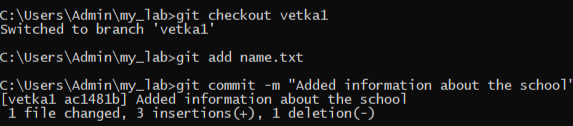 C:\Users\Admin\my_lab>git checkout vetka1
Switched to branch 'vetka1'
C:\Users\Admin\my_lab>git add name.txt
C:\Users\Admin\my_lab>git commit -m "Added information about the school"
[vetka1 ac1481b] Added information about the school
 1 file changed, 3 insertions(+), 1 deletion(-)